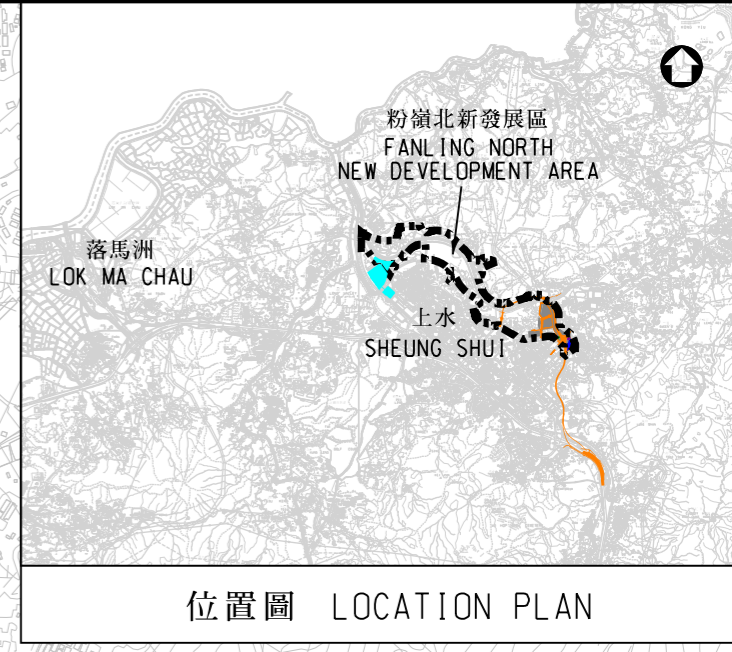 粉嶺北新發展區
FANLING NORTH
NEW DEVELOPMENT AREA
落馬洲
LOK MA CHAU
上水
SHEUNG SHUI
位置圖 LOCATION PLAN